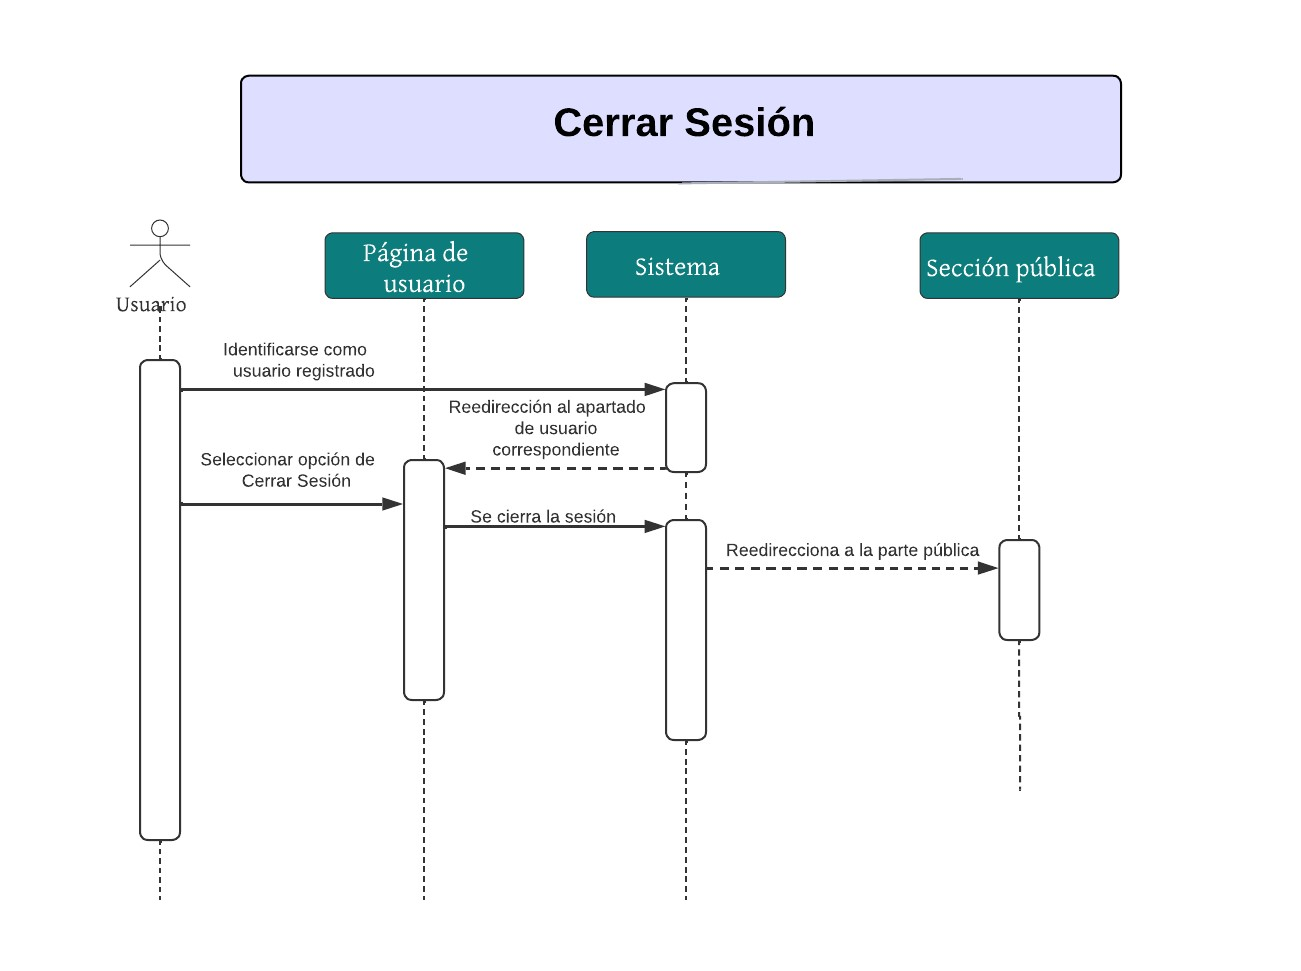 Cerrar Sesión
Usuario
Página de
usuario
Sistema
Sección pública
Identificarse como
usuario registrado
Reedirección al apartado
de usuario
correspondiente
Seleccionar opción de
Cerrar Sesión
Se cierra la sesión
Reedirecciona a la parte pública